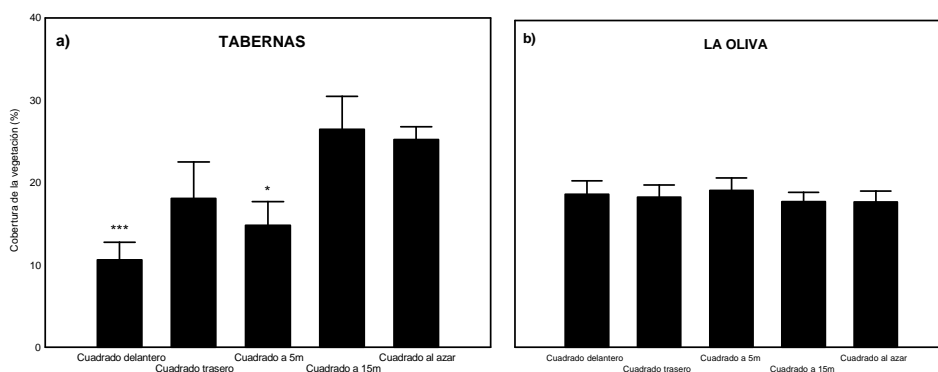 a)
TABERNAS
Cobertura de la vegetación (%)
40
30
20
10
0
***
*
Cuadrado delantero
Cuadrado trasero
Cuadrado a 5m
Cuadrado a 15m
Cuadrado al azar
b)
LA OLIVA
Cuadrado delantero
Cuadrado trasero
Cuadrado a 5m
Cuadrado a 15m
Cuadrado al azar